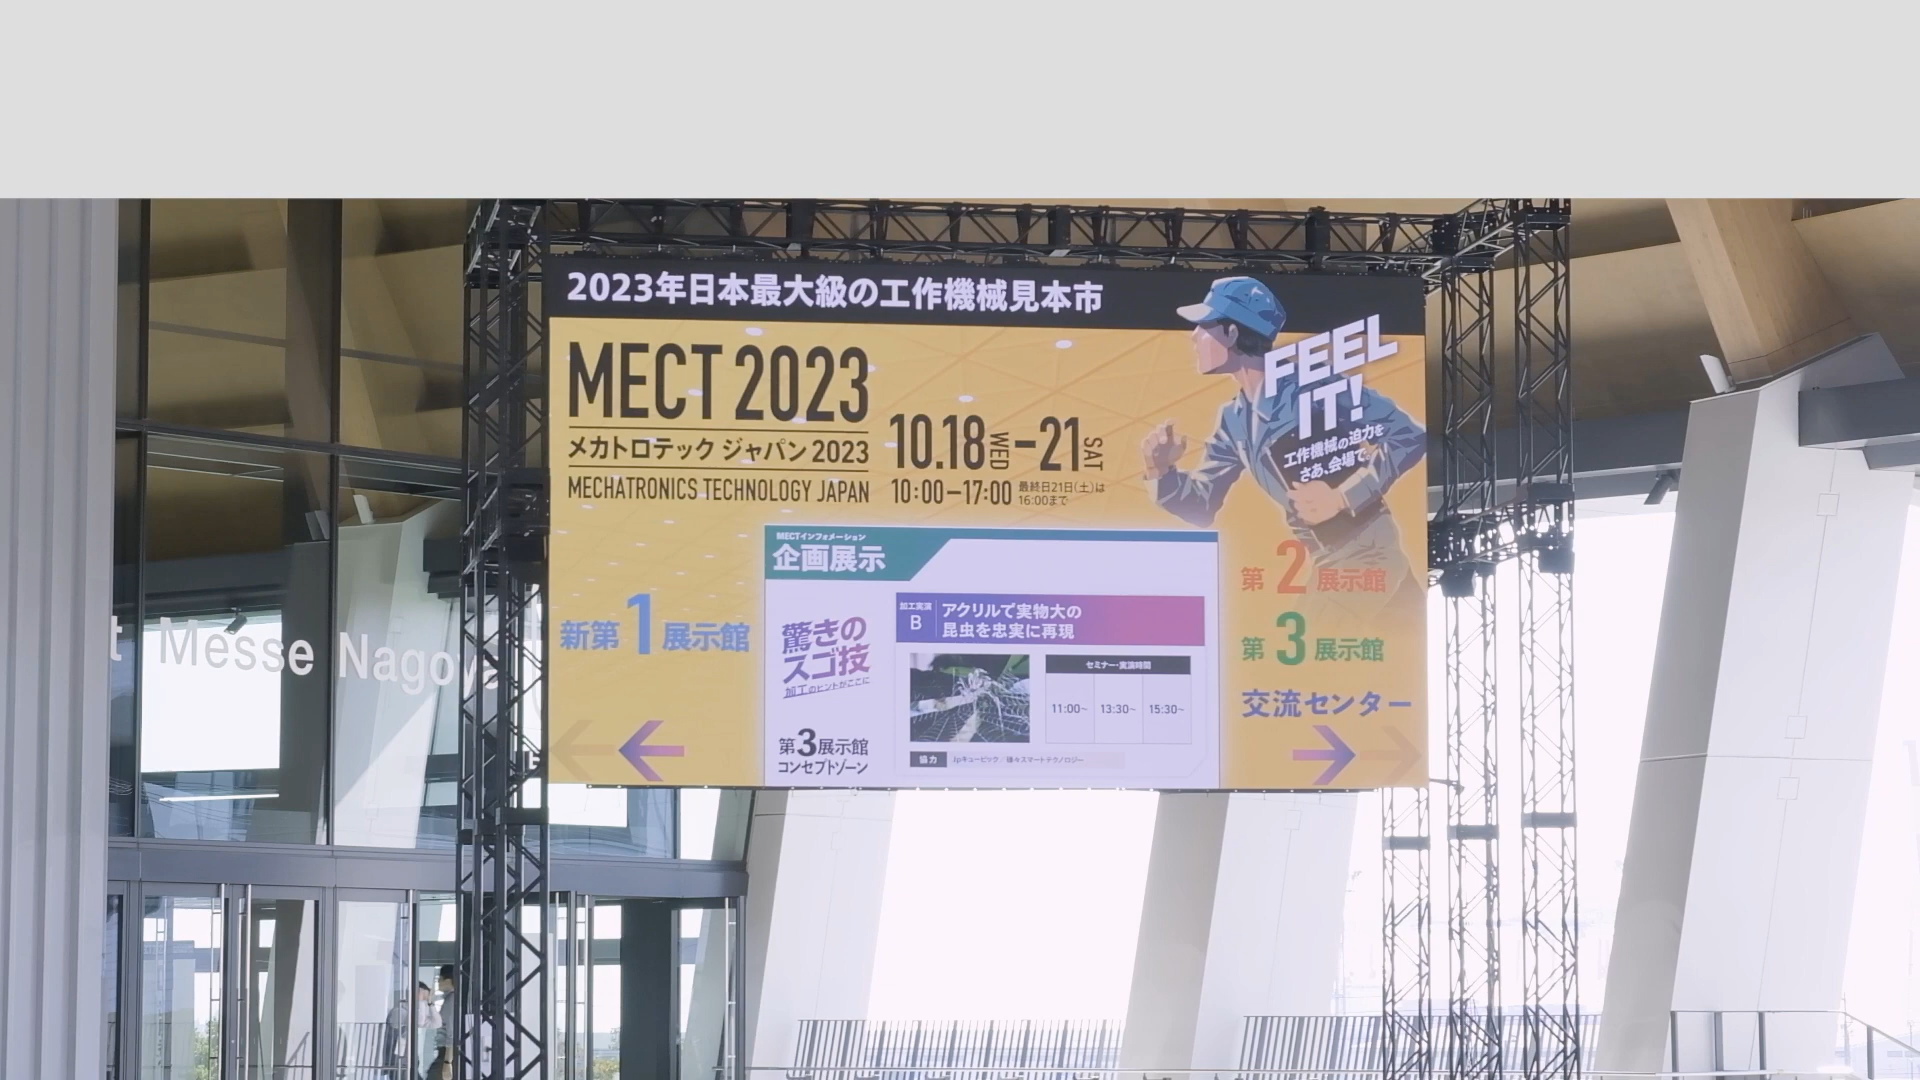 2023年日本最大級の工作機械見本市
MECT 2023
メカトロテック ジャパン 2023
MECHATRONICS TECHNOLOGY JAPAN
10.18 WED -21 SAT
10:00-17:00 最終日21日(土)は
16:00まで
FEEL
IT!
工作機械の迫力を
さあ、会場で。
MECTインフォメーション
企画展示
新第1展示館
驚きの
スゴ技
加工のヒントがここに
第3展示館
コンセプトゾーン
加工実演
B
アクリルで実物大の
昆虫を忠実に再現
セミナー・実演時間
11:00~ 13:30~ 15:30~
協力
第2展示館
第3展示館
交流センター
t Messe Nagoya